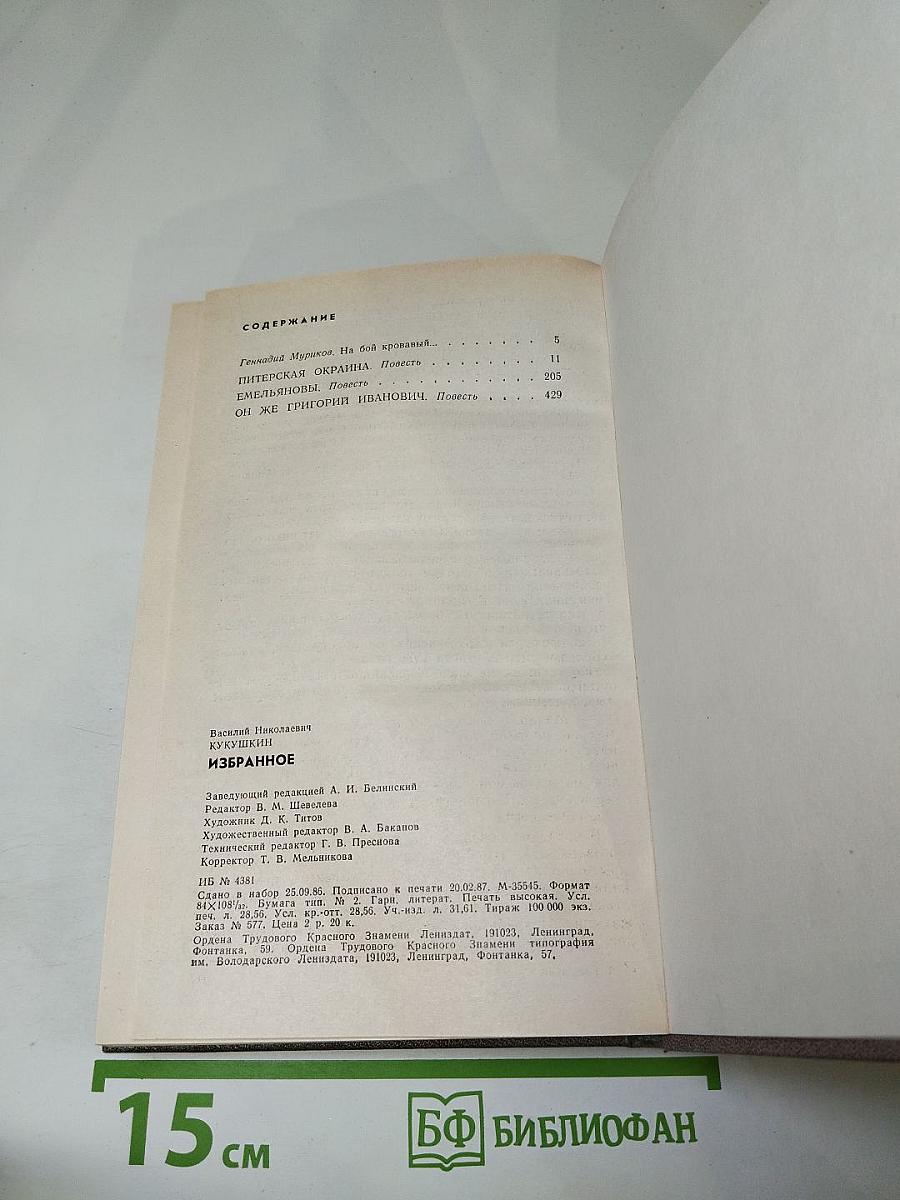 СОДЕРЖАНИЕ
Геннадий Муриков. На бой кровавый... . . . . . . . 5
ПИТЕРСКАЯ ОКРАИНА. Повесть . . . . . . . . 11
ЕМЕЛЬЯНОВЫ. Повесть . . . . . . . . . . . . 205
ОН ЖЕ ГРИГОРИЙ ИВАНОВИЧ. Повесть . . . . 429
Василий Николаевич
КУКУШКИН
ИЗБРАННОЕ
Заведующий редакцией А. И. Белинский
Редактор В. М. Шевелева
Художник Д. К. Титов
Художественный редактор В. А. Баканов
Технический редактор Г. В. Преснова
Корректор Т. В. Мельникова
ИБ № 4381
Сдано в набор 25.09.86. Подписано к печати 20.02.87. М-35545. Формат
84×108¹/₃₂. Бумага тип. № 2. Гарн. литерат. Печать высокая. Усл.
печ. л. 28,56. Усл. кр.-отт. 28,56. Уч.-изд. л. 31,61. Тираж 100 000 экз.
Заказ № 577. Цена 2 р. 20 к.
Ордена Трудового Красного Знамени Лениздат, 191023, Ленинград,
Фонтанка, 59. Ордена Трудового Красного Знамени типография
им. Володарского Лениздата, 191023, Ленинград, Фонтанка, 57.
15 см
БФ БИБЛИОФАН